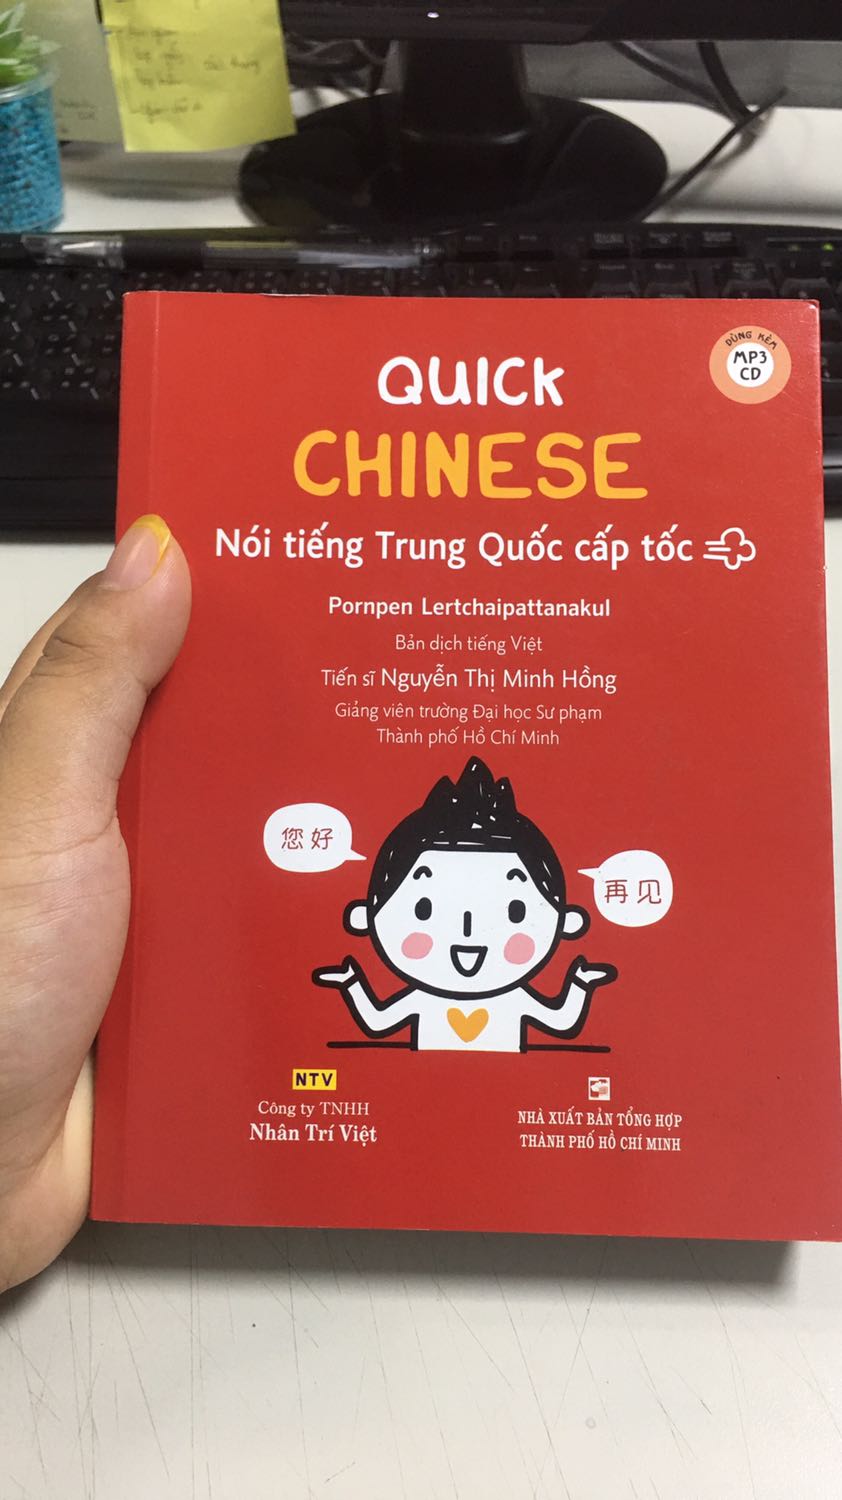 QUICK
CHINESE
DÙNG KÈM
MP3
CD
Nói tiếng Trung Quốc cấp tốc
Pornpen Lertchaipattanakul
Bản dịch tiếng Việt
Tiến sĩ Nguyễn Thị Minh Hồng
Giảng viên trường Đại học Sư phạm
Thành phố Hồ Chí Minh
您好
再见
NTV
Công ty TNHH
Nhân Trí Việt
NHÀ XUẤT BẢN TỔNG HỢP
THÀNH PHỐ HỒ CHÍ MINH